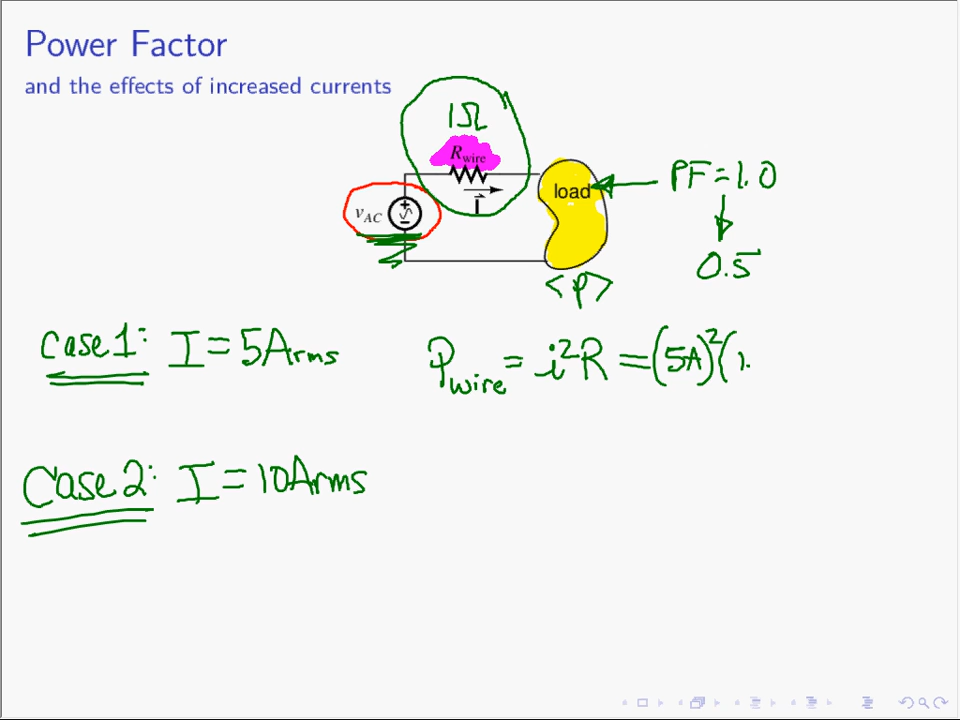 Power Factor
and the effects of increased currents
1Ω
Rwire
PF=1.0
load
vAC
I
0.5
<P>
Case 1: I = 5Arms
Pwire = i²R = (5A)²(1.
Case 2: I = 10Arms